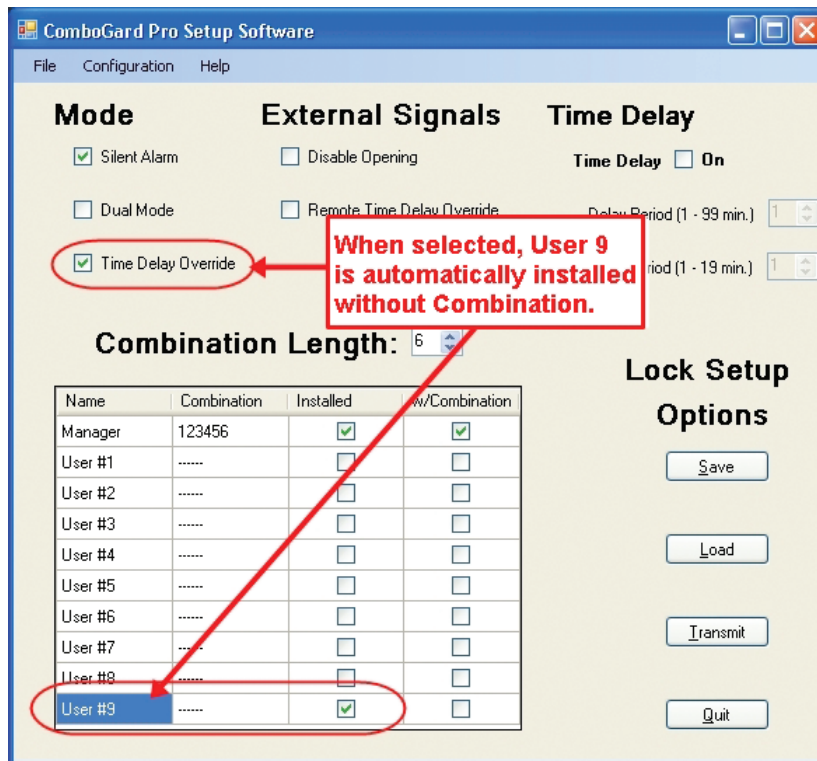 ComboGard Pro Setup Software
File Configuration Help
Mode
External Signals
Time Delay
Silent Alarm
Disable Opening
Time Delay On
Dual Mode
Remote Time Delay Override
Delay Period (1 - 99 min.) 1
Time Delay Override
When selected, User 9
is automatically installed
without Combination.
riod (1 - 19 min.) 1
Combination Length: 6
Lock Setup
Options
Name Combination Installed w/Combination
Manager 123456
User #1 ------
User #2 ------
User #3 ------
User #4 ------
User #5 ------
User #6 ------
User #7 ------
User #8 ------
User #9 ------
Save
Load
Transmit
Quit